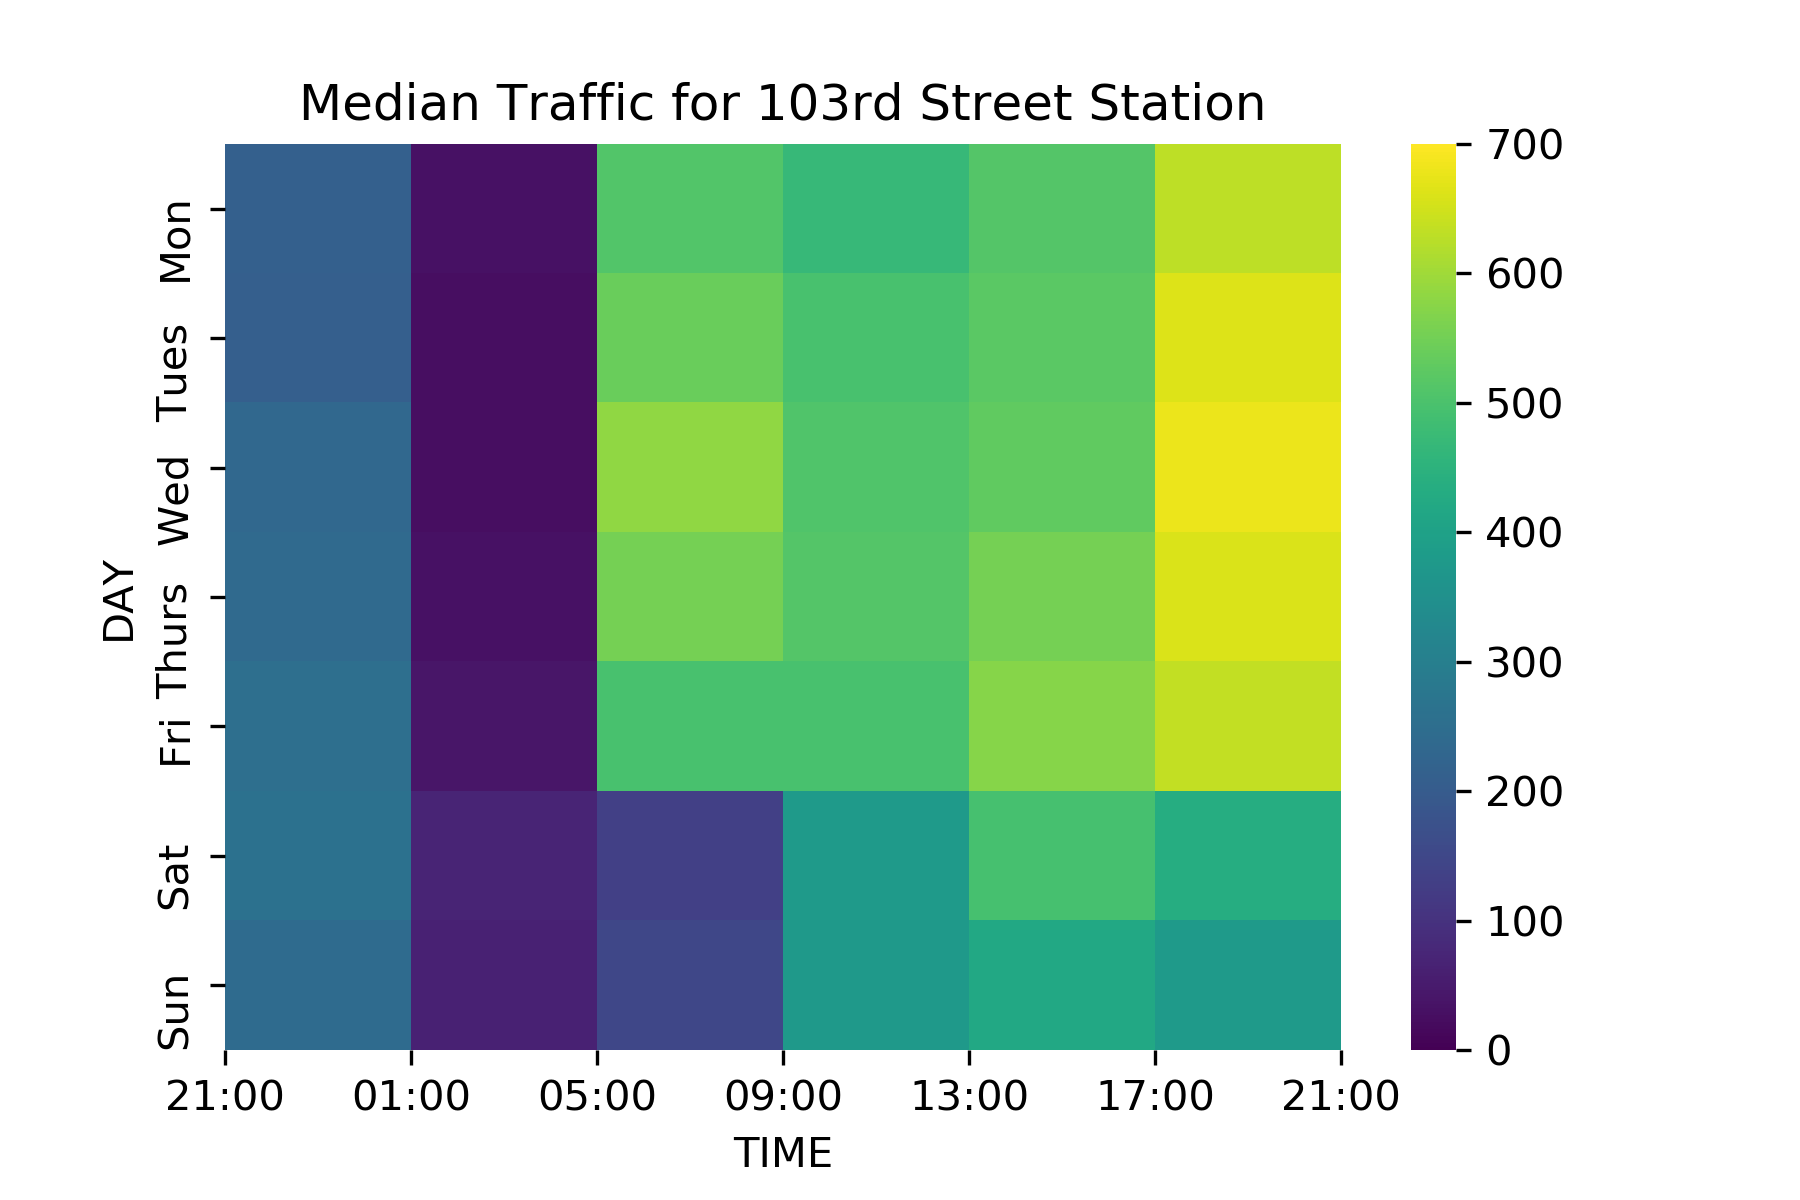 Median Traffic for 103rd Street Station
DAY
Mon
Tues
Wed
Thurs
Fri
Sat
Sun
21:00 01:00 05:00 09:00 13:00 17:00 21:00
TIME
700
600
500
400
300
200
100
0